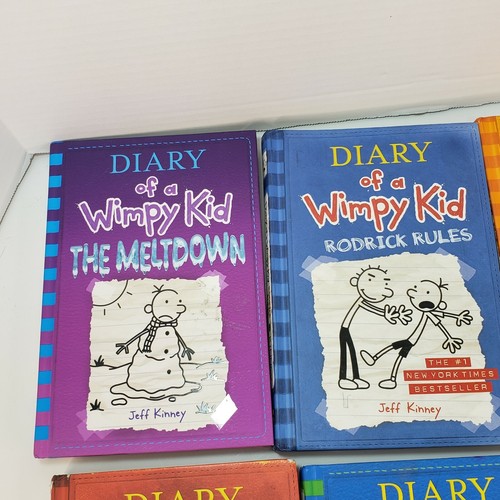 DIARY
of a
Wimpy Kid
THE MELTDOWN
Jeff Kinney
DIARY
of a
Wimpy Kid
RODRICK RULES
THE #1
NEW YORK TIMES
BESTSELLER
Jeff Kinney
DIARY
DIARY